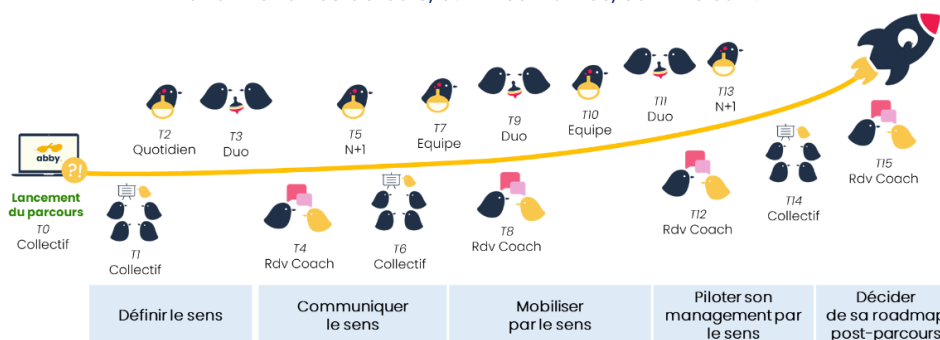 T13
N+1
T11
Duo
T2
Quotidien
T3
Duo
T5
N+1
T7
Equipe
T9
Duo
T10
Equipe
abby
?!
Lancement
du parcours
T0
Collectif
T1
Collectif
T4
Rdv Coach
T6
Collectif
T8
Rdv Coach
T12
Rdv Coach
T14
Collectif
T15
Rdv Coach
Définir le sens
Communiquer
le sens
Mobiliser
par le sens
Piloter son
management par
le sens
Décider
de sa roadmap
post-parcours